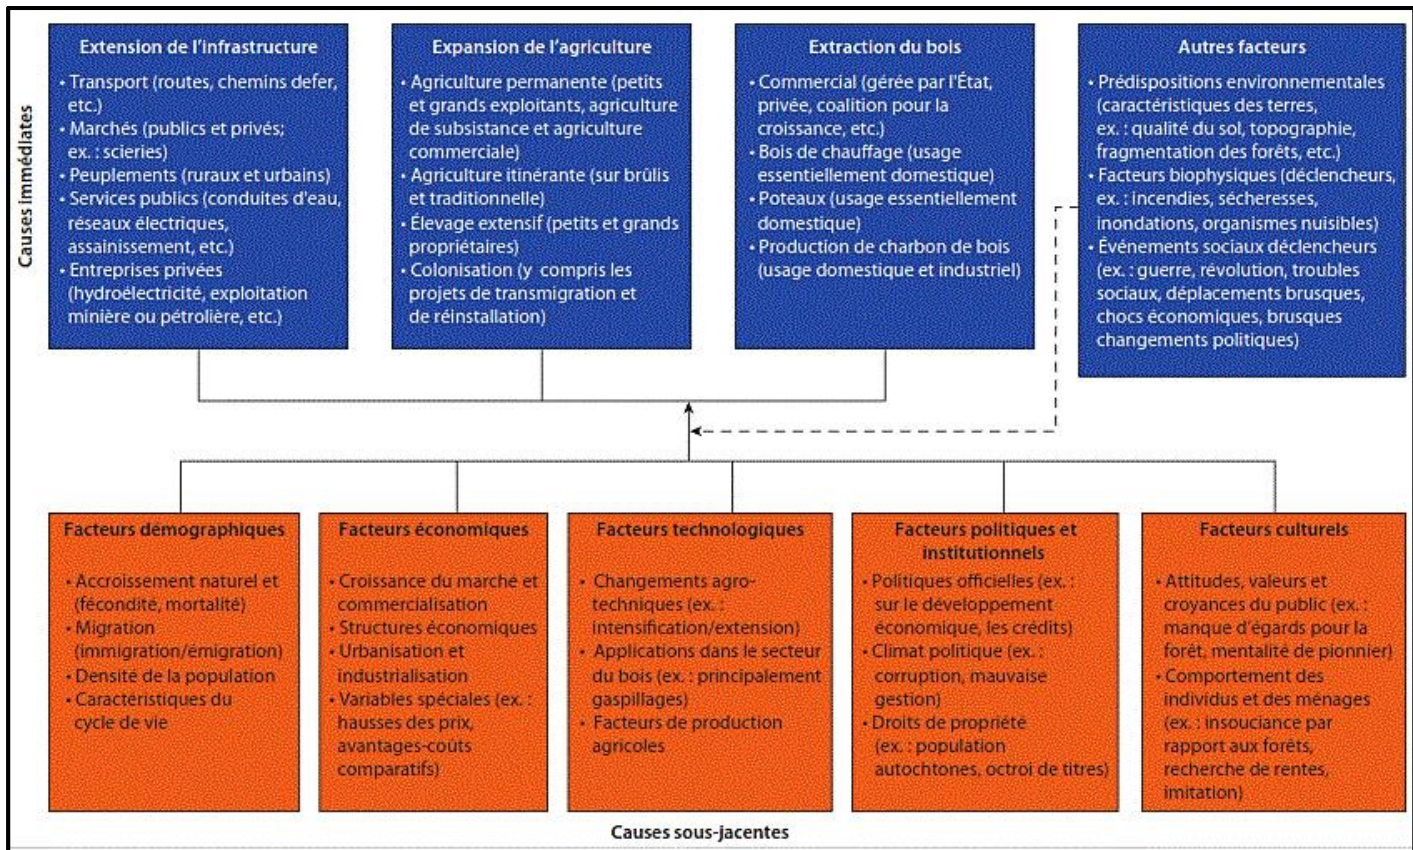 Causes immédiates
Extension de l'infrastructure
• Transport (routes, chemins defer,
etc.)
• Marchés (publics et privés;
ex. : scieries)
• Peuplements (ruraux et urbains)
• Services publics (conduites d'eau,
réseaux électriques,
assainissement, etc.)
• Entreprises privées
(hydroélectricité, exploitation
minière ou pétrolière, etc.)
Expansion de l'agriculture
• Agriculture permanente (petits
et grands exploitants, agriculture
de subsistance et agriculture
commerciale)
• Agriculture itinérante (sur brûlis
et traditionnelle)
• Élevage extensif (petits et grands
propriétaires)
• Colonisation (y compris les
projets de transmigration et
de réinstallation)
Extraction du bois
• Commercial (gérée par l'État,
privée, coalition pour la
croissance, etc.)
• Bois de chauffage (usage
essentiellement domestique)
• Poteaux (usage essentiellement
domestique)
• Production de charbon de bois
(usage domestique et industriel)
Autres facteurs
• Prédispositions environnementales
(caractéristiques des terres,
ex. : qualité du sol, topographie,
fragmentation des forêts, etc.)
• Facteurs biophysiques (déclencheurs,
ex. : incendies, sécheresses,
inondations, organismes nuisibles)
• Événements sociaux déclencheurs
(ex. : guerre, révolution, troubles
sociaux, déplacements brusques,
chocs économiques, brusques
changements politiques)
Facteurs démographiques
• Accroissement naturel et
(fécondité, mortalité)
• Migration
(immigration/émigration)
• Densité de la population
• Caractéristiques du
cycle de vie
Facteurs économiques
• Croissance du marché et
commercialisation
• Structures économiques
• Urbanisation et
industrialisation
• Variables spéciales (ex. :
hausses des prix,
avantages-coûts
comparatifs)
Facteurs technologiques
• Changements agro-
techniques (ex. :
intensification/extension)
• Applications dans le secteur
du bois (ex. : principalement
gaspillages)
• Facteurs de production
agricoles
Facteurs politiques et
institutionnels
• Politiques officielles (ex. :
sur le développement
économique, les crédits)
• Climat politique (ex. :
corruption, mauvaise
gestion)
• Droits de propriété
(ex. : population
autochtones, octroi de titres)
Facteurs culturels
• Attitudes, valeurs et
croyances du public (ex. :
manque d'égards pour la
forêt, mentalité de pionnier)
• Comportement des
individus et des ménages
(ex. : insouciance par
rapport aux forêts,
recherche de rentes,
imitation)
Causes sous-jacentes